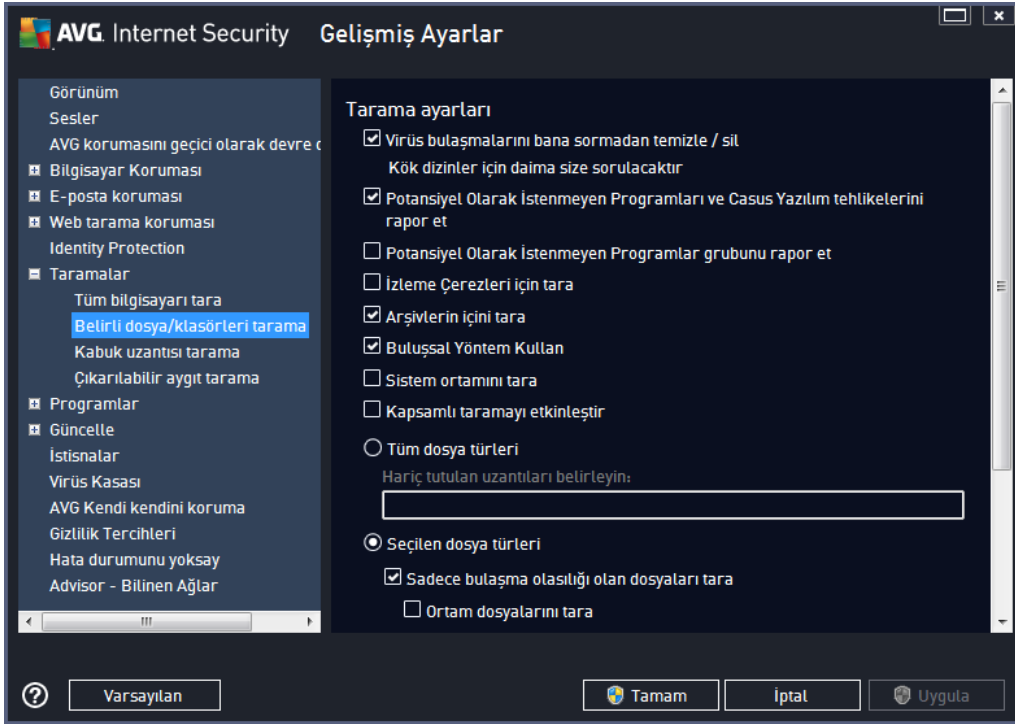 AVG. Internet Security Gelişmiş Ayarlar
Görünüm
Sesler
AVG korumasını geçici olarak devre
Bilgisayar Koruması
E-posta koruması
Web tarama koruması
Identity Protection
Taramalar
Tüm bilgisayarı tara
Belirli dosya/klasörleri tarama
Kabuk uzantısı tarama
Çıkarılabilir aygıt tarama
Programlar
Güncelle
İstisnalar
Virüs Kasası
AVG Kendi kendini koruma
Gizlilik Tercihleri
Hata durumunu yoksay
Advisor - Bilinen Ağlar
Tarama ayarları
Virüs bulaşmalarını bana sormadan temizle / sil
Kök dizinler için daima size sorulacaktır
Potansiyel Olarak İstenmeyen Programları ve Casus Yazılım tehlikelerini
rapor et
Potansiyel Olarak İstenmeyen Programlar grubunu rapor et
İzleme Çerezleri için tara
Arşivlerin içini tara
Buluşsal Yöntem Kullan
Sistem ortamını tara
Kapsamlı taramayı etkinleştir
Tüm dosya türleri
Hariç tutulan uzantıları belirleyin:
Seçilen dosya türleri
Sadece bulaşma olasılığı olan dosyaları tara
Ortam dosyalarını tara
Varsayılan
Tamam
İptal
Uygula